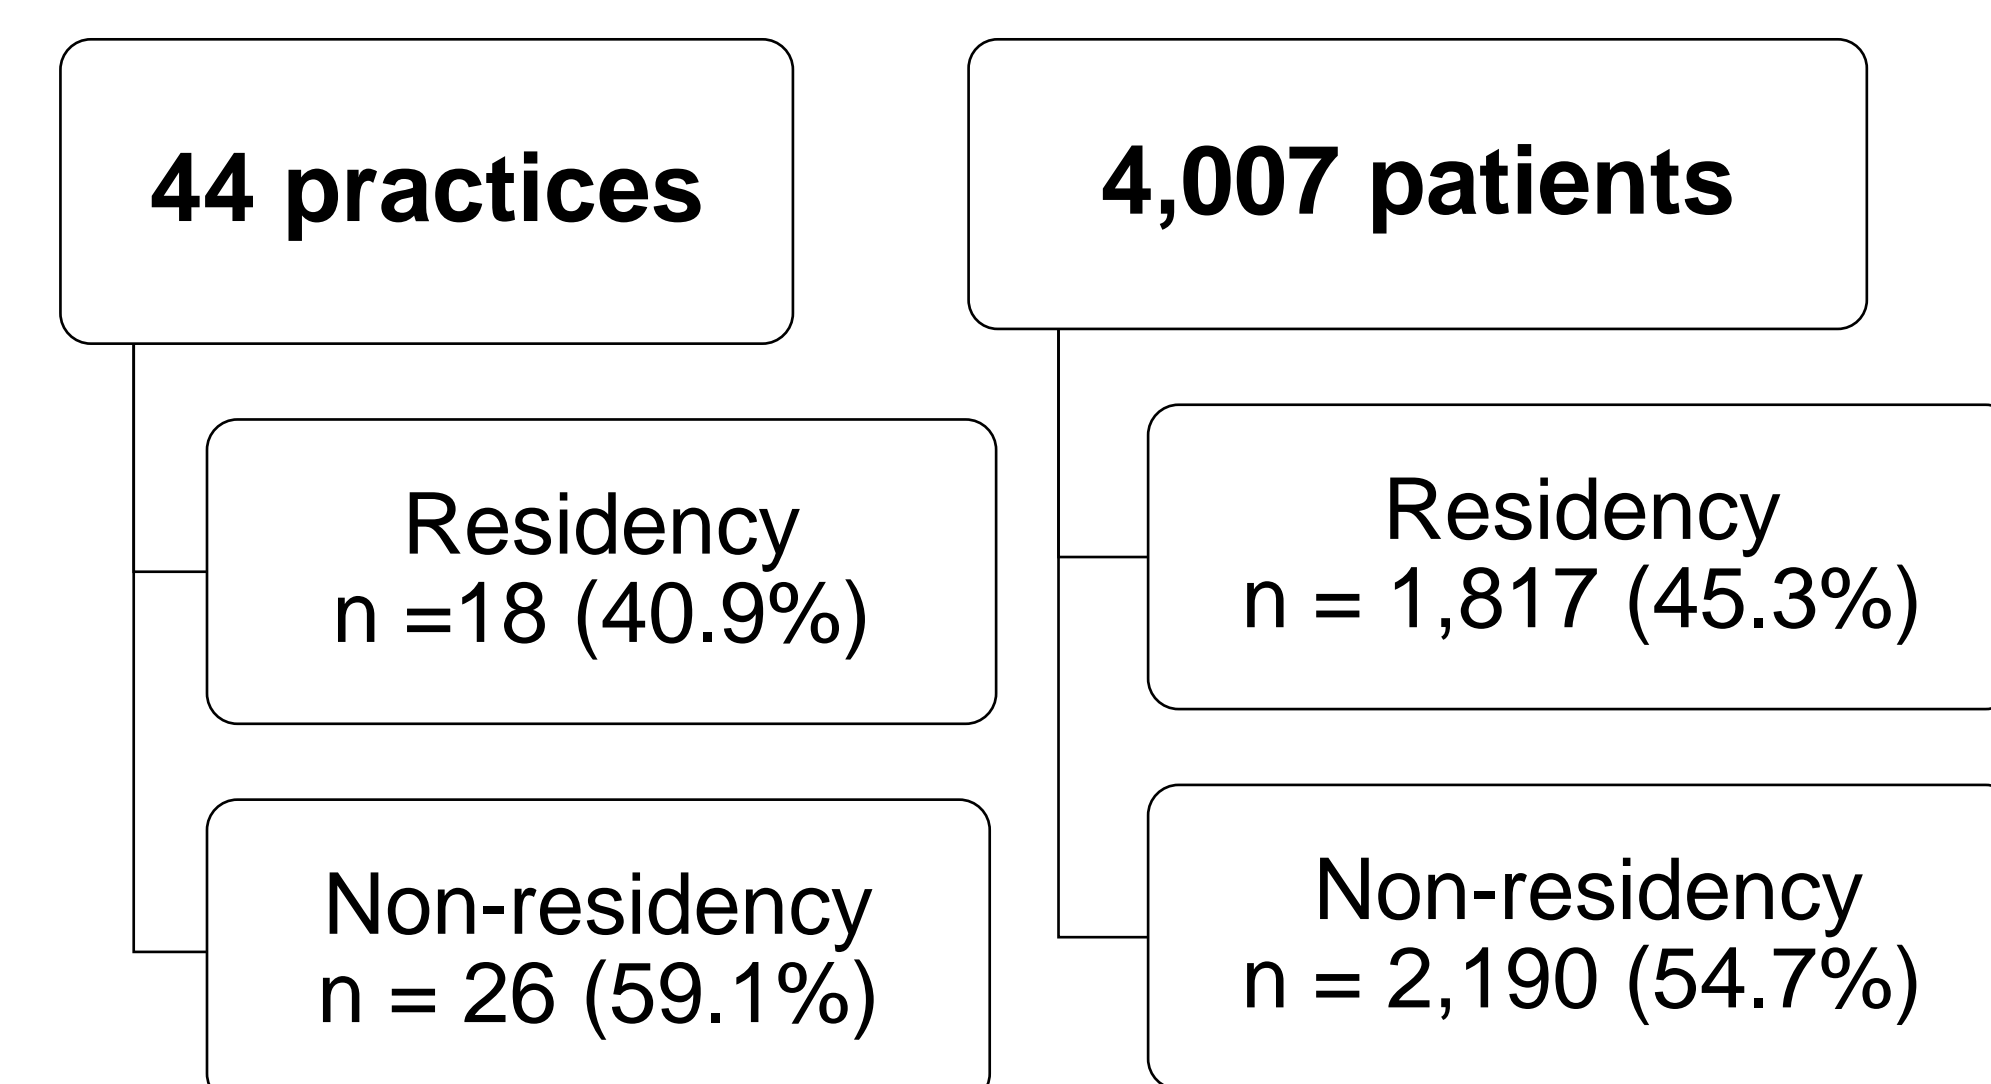 44 practices
Residency
n =18 (40.9%)
Non-residency
n = 26 (59.1%)
4,007 patients
Residency
n = 1,817 (45.3%)
Non-residency
n = 2,190 (54.7%)